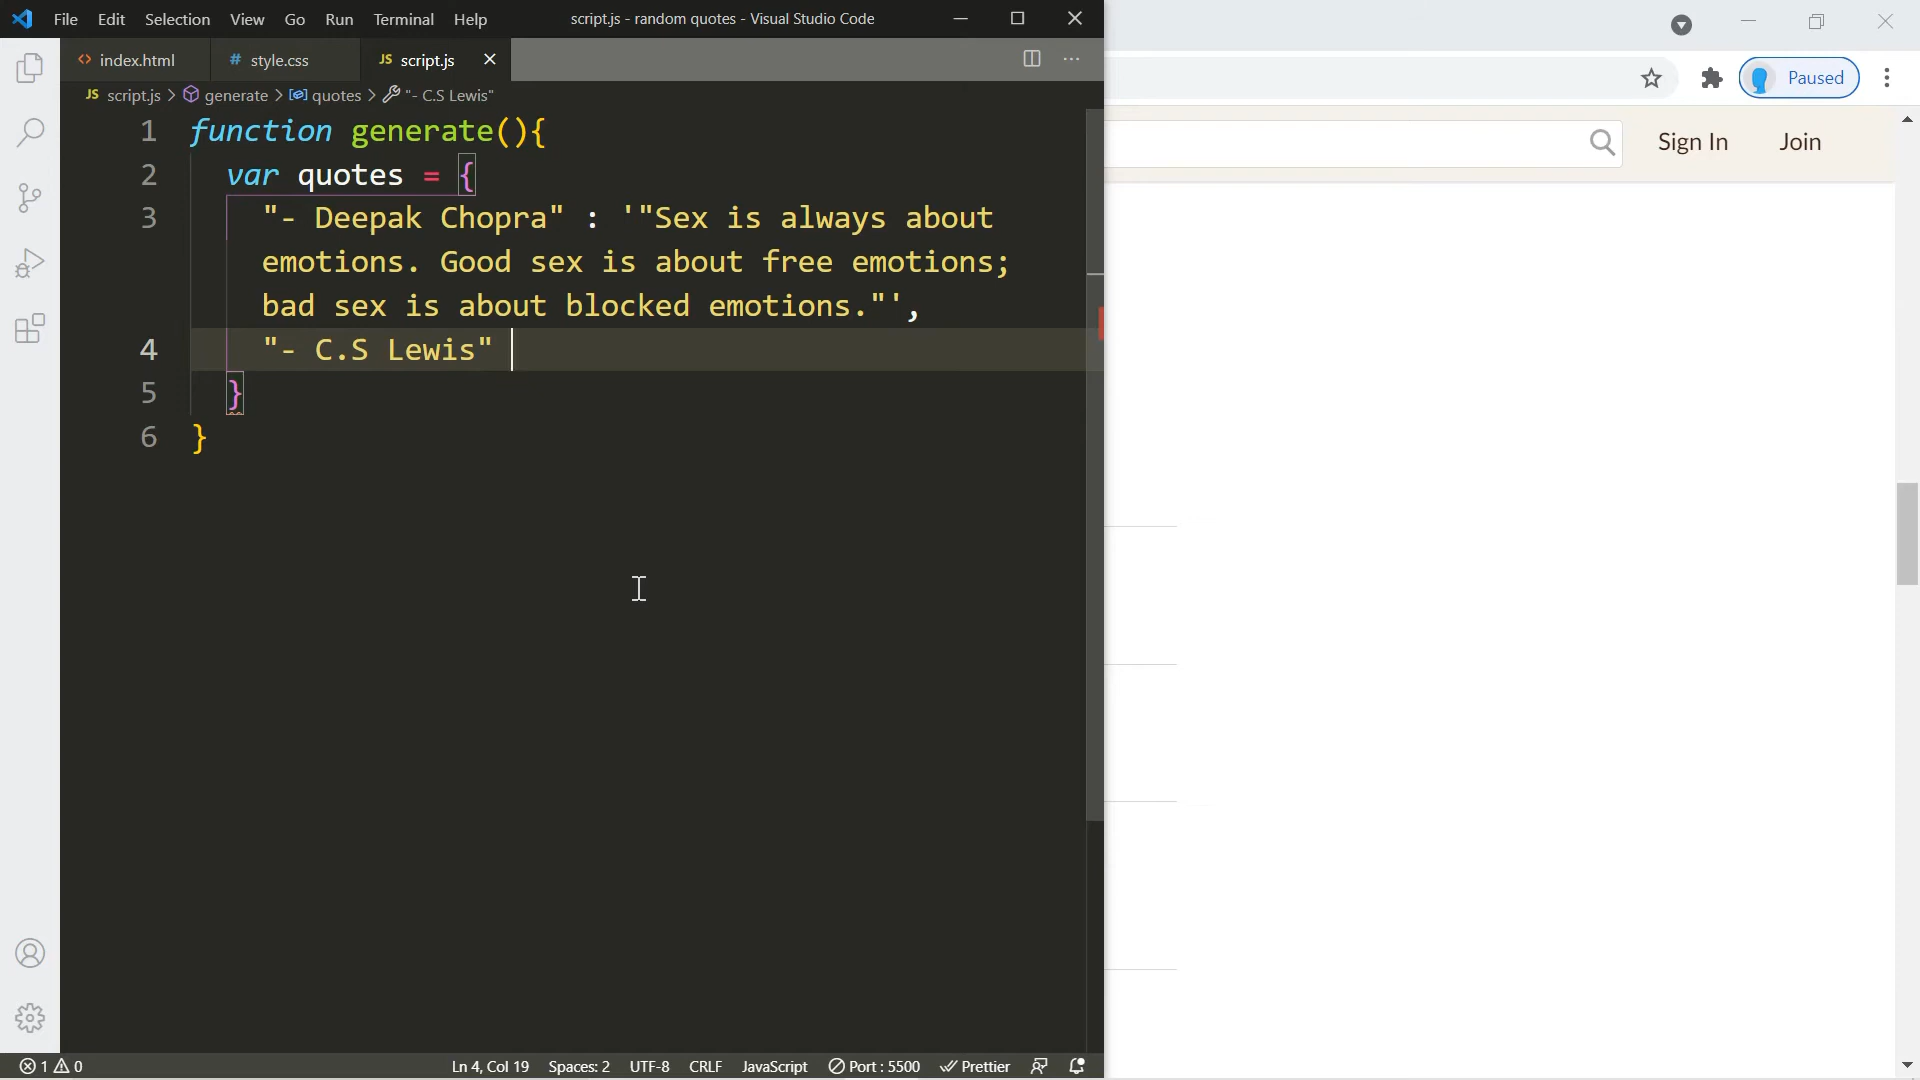 File Edit Selection View Go Run Terminal Help script.js - random quotes - Visual Studio Code
index.html # style.css JS script.js
JS script.js > generate > quotes > "- C.S Lewis"
Paused
Sign In Join
1 function generate(){
2 var quotes = {
3 "- Deepak Chopra" : '"Sex is always about
emotions. Good sex is about free emotions;
bad sex is about blocked emotions."',
4 "- C.S Lewis"
5 }
6 }
1 0 Ln 4, Col 19 Spaces: 2 UTF-8 CRLF JavaScript Port : 5500 Prettier